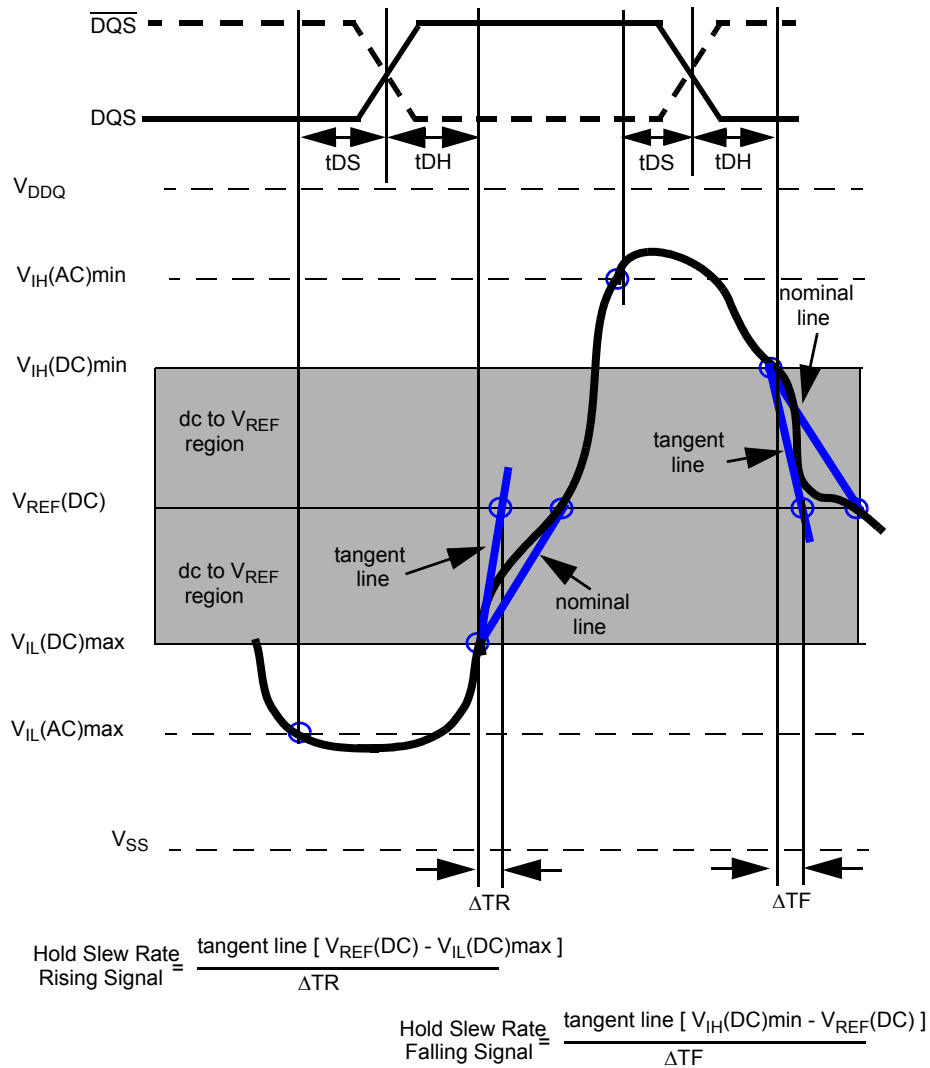 DQS
DQS
tDS tDH tDS tDH
VDDQ
VIH(AC)min
nominal
line
VIH(DC)min
dc to VREF
region
tangent
line
VREF(DC)
tangent
line
dc to VREF
region
nominal
line
VIL(DC)max
VIL(AC)max
VSS
ΔTR ΔTF
Hold Slew Rate
Rising Signal = tangent line [ VREF(DC) - VIL(DC)max ]
ΔTR
Hold Slew Rate
Falling Signal = tangent line [ VIH(DC)min - VREF(DC) ]
ΔTF